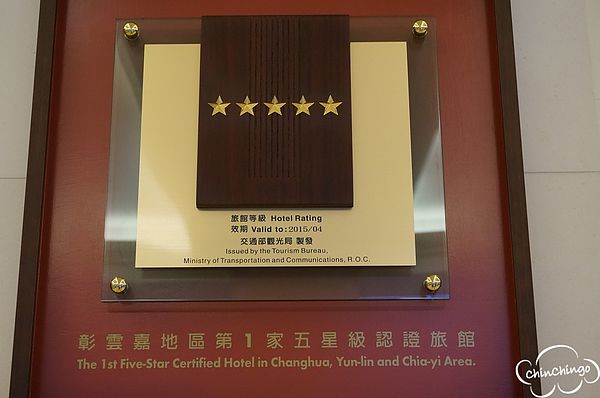 旅館等級 Hotel Rating
效期 Valid to: 2015/04
交通部觀光局 製發
Issued by the Tourism Bureau,
Ministry of Transportation and Communications, R.O.C.
彰雲嘉地區第1家五星級認證旅館
The 1st Five-Star Certified Hotel in Changhua, Yun-lin and Chia-yi Area.
chinchingo